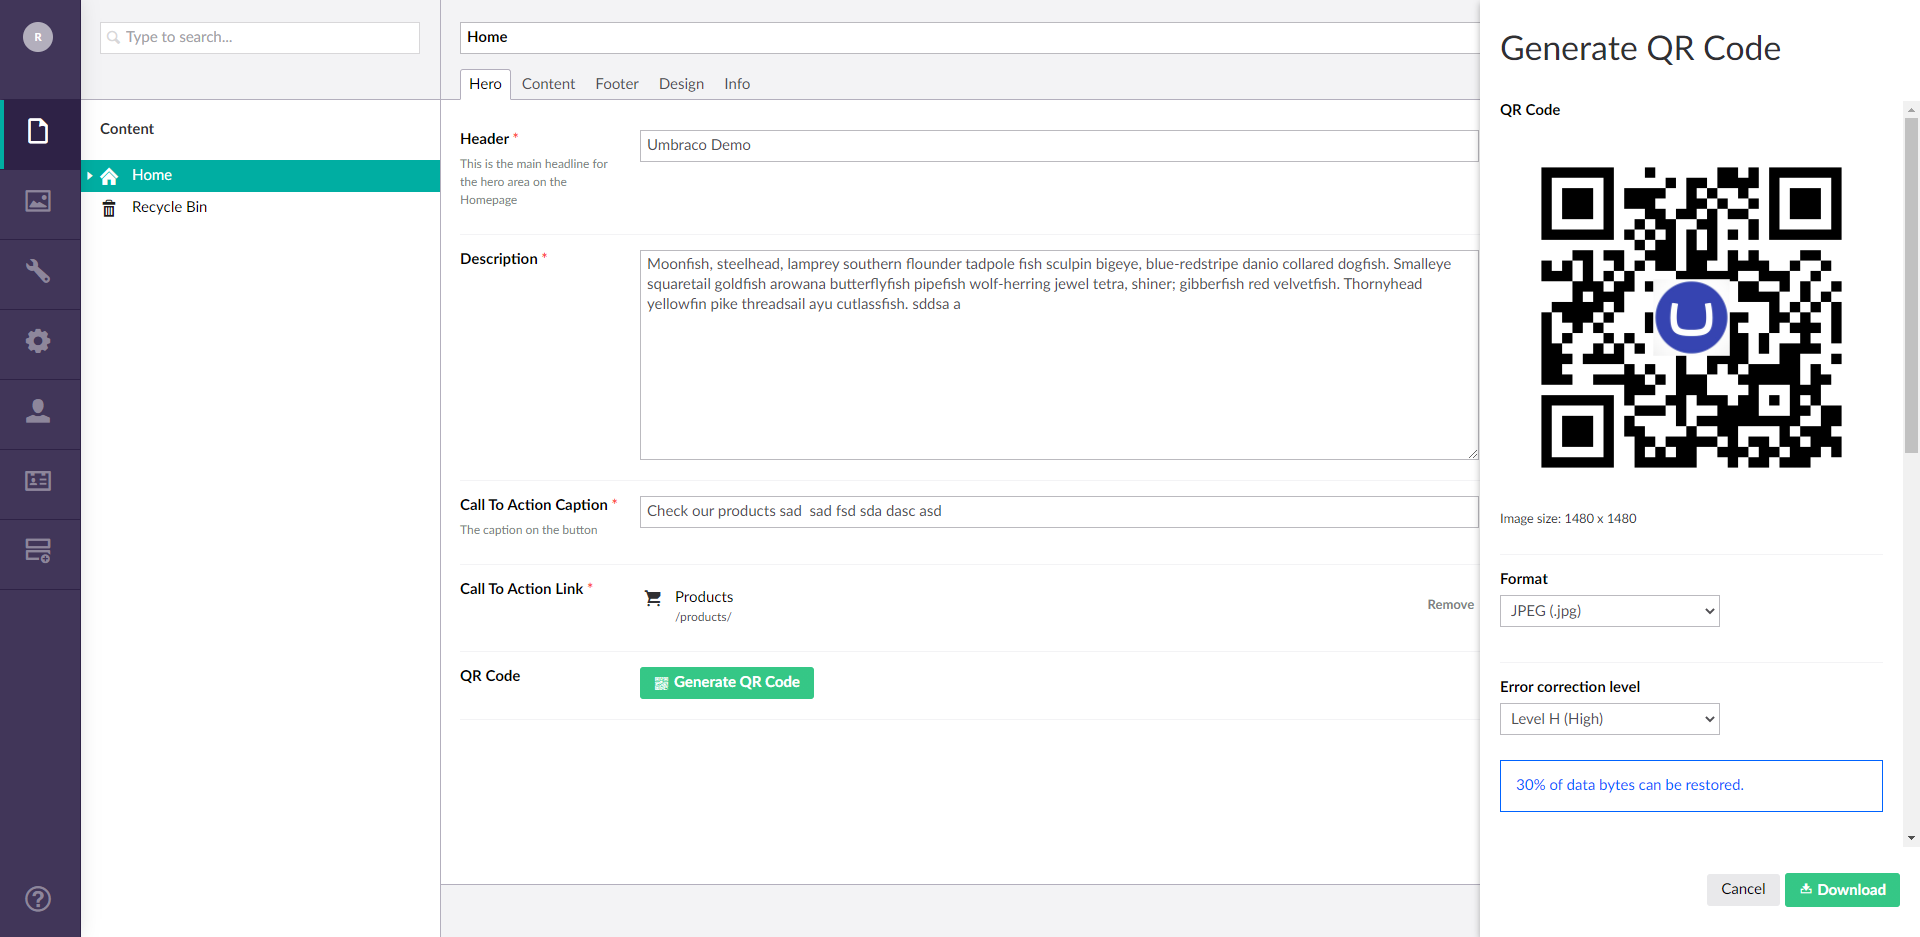 R
Type to search...
Content
Home
Recycle Bin
Home
Hero
Content
Footer
Design
Info
Header *
This is the main headline for
the hero area on the
Homepage
Umbraco Demo
Description *
Moonfish, steelhead, lamprey southern flounder tadpole fish sculpin bigeye, blue-redstripe danio collared dogfish. Smalleye
squaretail goldfish arowana butterflyfish pipefish wolf-herring jewel tetra, shiner; gibberfish red velvetfish. Thornyhead
yellowfin pike threadsail ayu cutlassfish. sddsa a
Call To Action Caption *
The caption on the button
Check our products sad  sad fsd sda dasc asd
Call To Action Link *
Products
/products/
Remove
QR Code
Generate QR Code
Generate QR Code
QR Code
Image size: 1480 x 1480
Format
JPEG (.jpg)
Error correction level
Level H (High)
30% of data bytes can be restored.
Cancel
Download